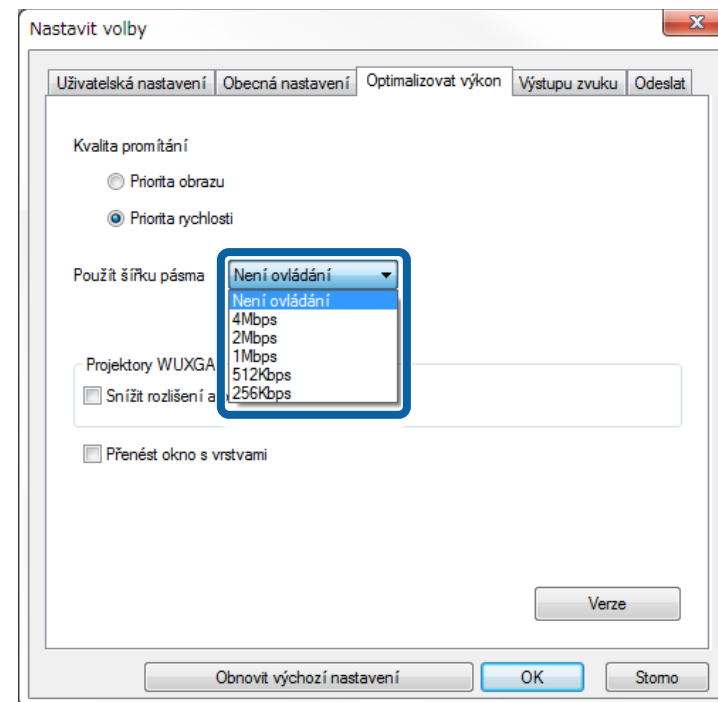 Nastavit volby
Uživatelská nastavení Obecná nastavení Optimalizovat výkon Výstupu zvuku Odeslat
Kvalita promítání
Priorita obrazu
Priorita rychlosti
Použít šířku pásma Není ovládání
Není ovládání
4Mbps
2Mbps
1Mbps
Projektory WUXGA
512Kbps
Snížit rozlišení a
256Kbps
Přenést okno s vrstvami
Verze
Obnovit výchozí nastavení OK Storno